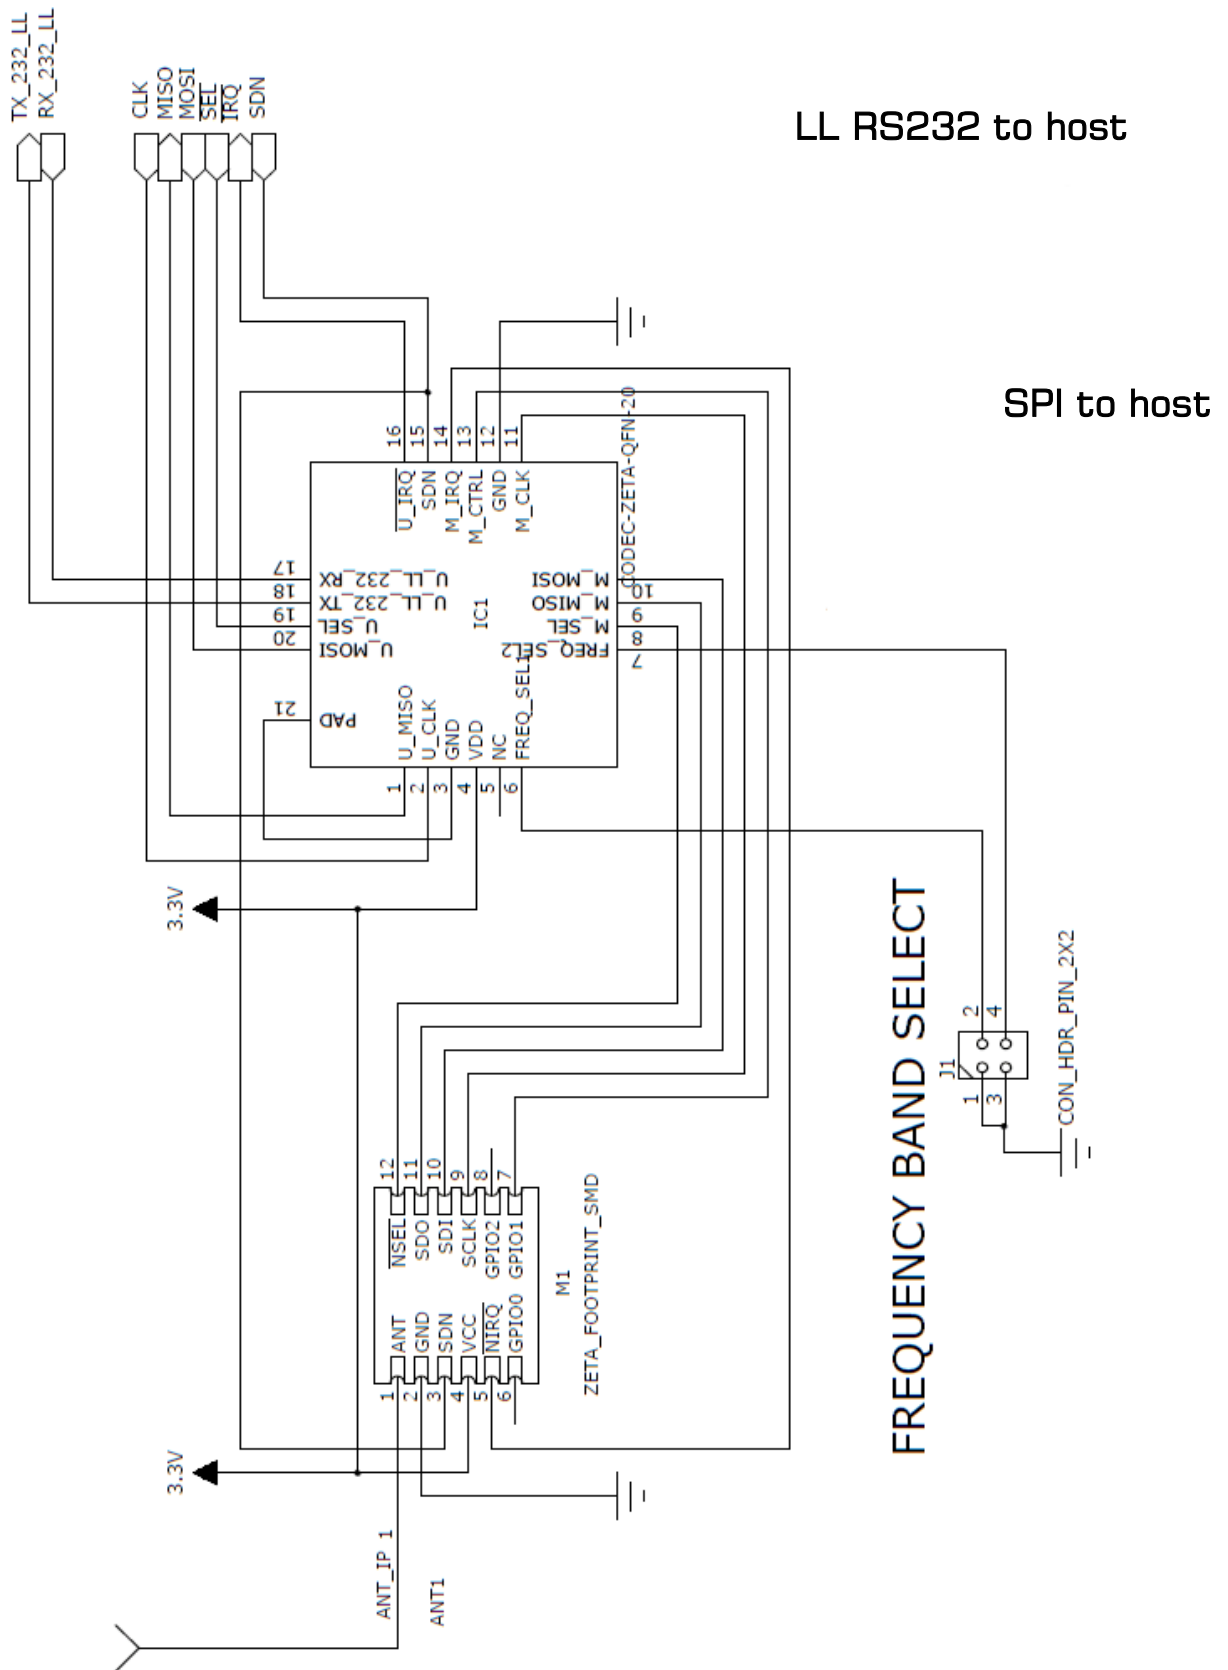 TX_232_LL
RX_232_LL
CLK
MISO
MOSI
SEL
IRQ
SDN
LL RS232 to host
SPI to host
16
15
14
13
12
11
U_IRQ
SDN
M_IRQ
M_CTRL
GND
M_CLK
CODEC-ZETA-QFN-20
17
18
19
20
21
U_LL_232_RX
U_LL_232_TX
U_SEL
U_MOSI
PAD
IC1
M_MOSI
M_MISO
M_SEL
FREQ_SEL2
10
9
8
7
U_MISO
U_CLK
GND
VDD
NC
FREQ_SEL1
1
2
3
4
5
6
3.3V
FREQUENCY BAND SELECT
J1
2
4
1
3
CON_HDR_PIN_2X2
12
11
10
9
8
7
NSEL
SDO
SDI
SCLK
GPIO2
GPIO1
ANT
GND
SDN
VCC
NIRQ
GPIO0
1
2
3
4
5
6
M1
ZETA_FOOTPRINT_SMD
3.3V
ANT_IP 1
ANT1